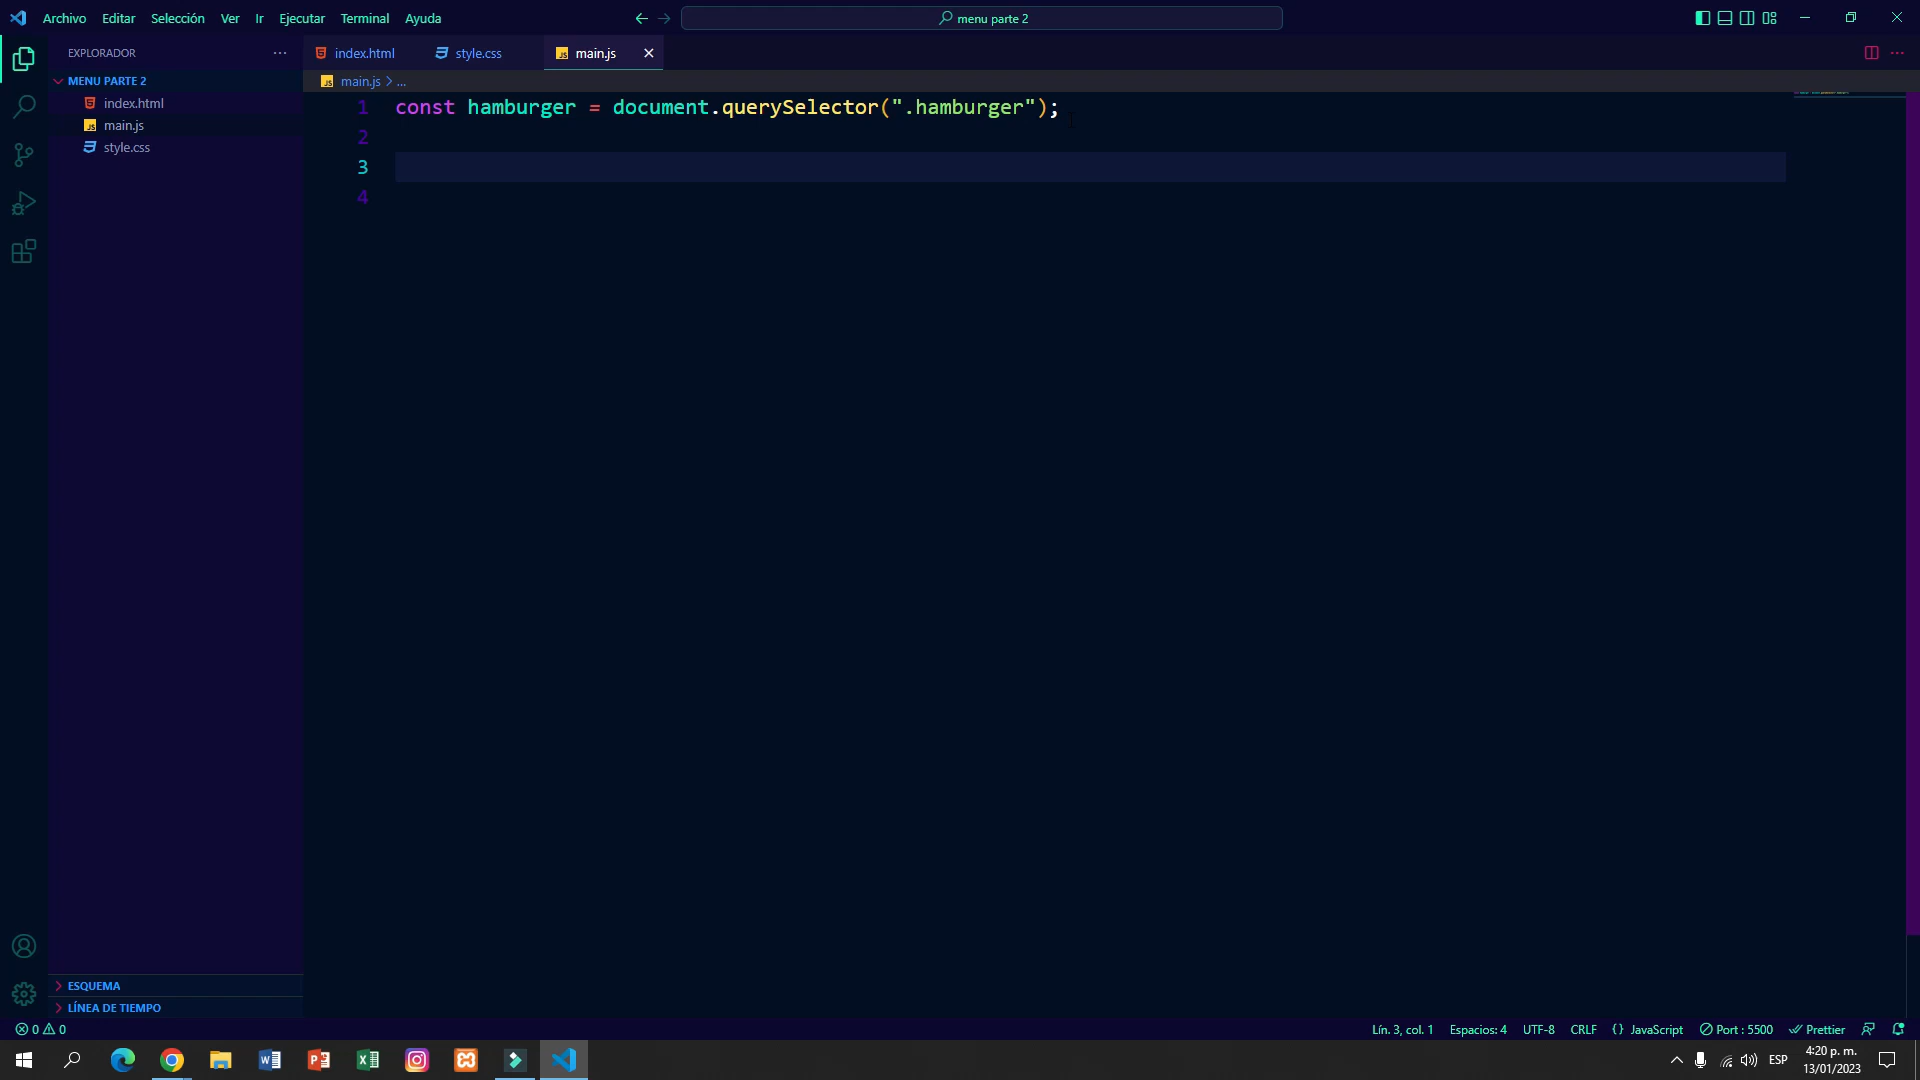 Archivo Editar Selección Ver Ir Ejecutar Terminal Ayuda
menu parte 2
EXPLORADOR
index.html
style.css
main.js
MENU PARTE 2
index.html
main.js
style.css
main.js > ...
1 const hamburger = document.querySelector(".hamburger");
2
3
4
ESQUEMA
LÍNEA DE TIEMPO
0 0
Lín. 3, col. 1 Espacios: 4 UTF-8 CRLF {} JavaScript Port : 5500 Prettier
ESP
4:20 p. m.
13/01/2023